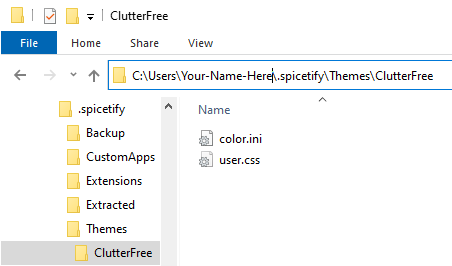 ClutterFree
File Home Share View
C:\Users\Your-Name-Here\.spicetify\Themes\ClutterFree
.spicetify
Backup
CustomApps
Extensions
Extracted
Themes
ClutterFree
Name
color.ini
user.css